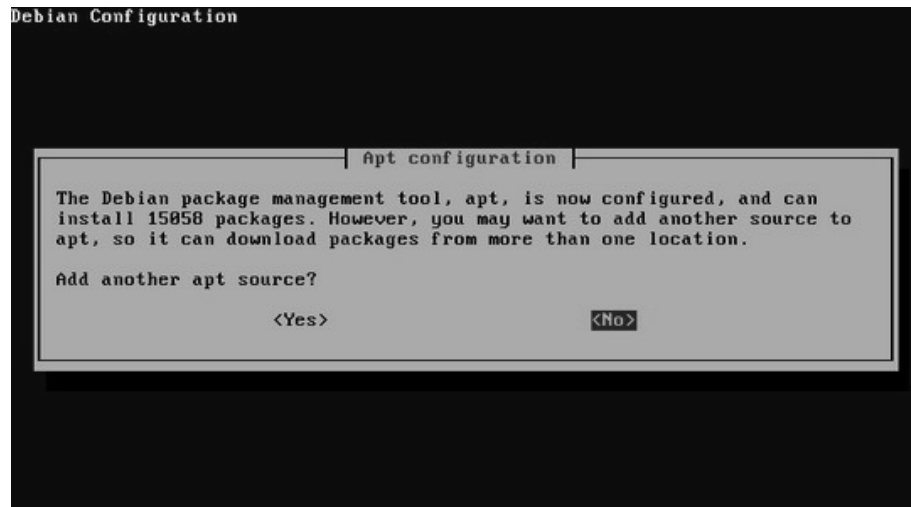 Debian Configuration
Apt configuration
The Debian package management tool, apt, is now configured, and can
install 15058 packages. However, you may want to add another source to
apt, so it can download packages from more than one location.
Add another apt source?
<Yes> <No>